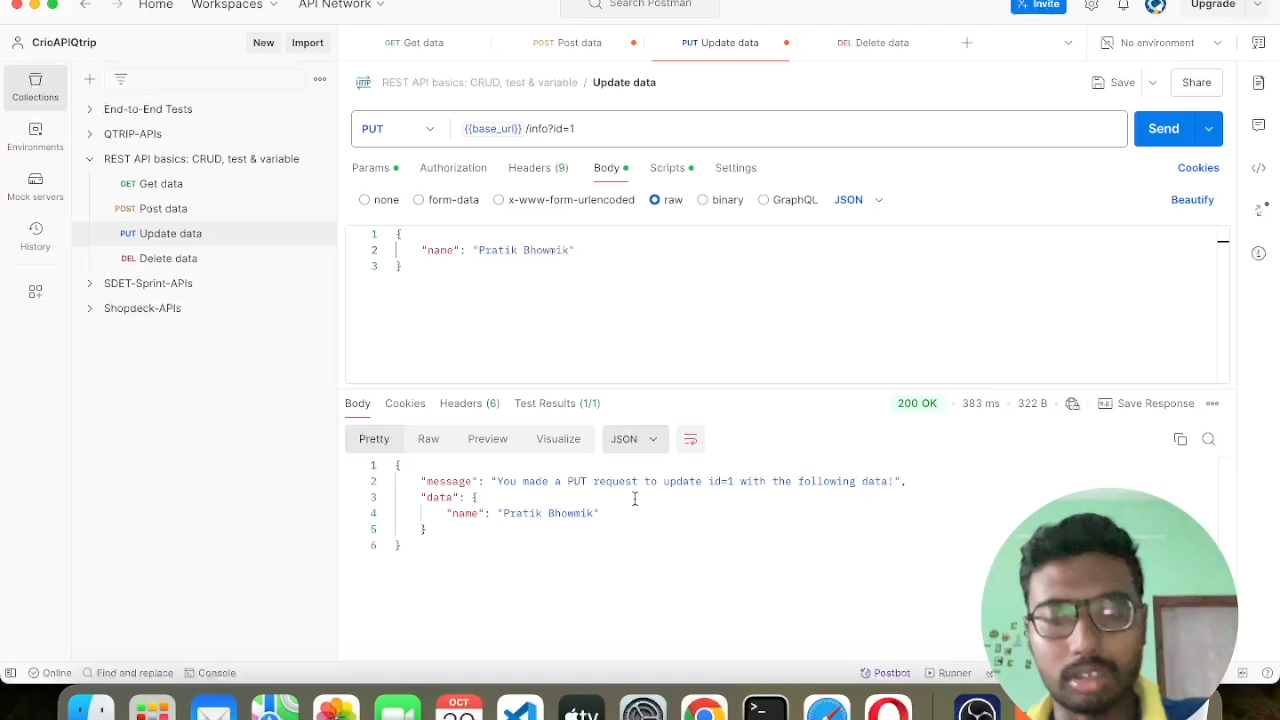 Home Workspaces API Network Search Postman Invite Upgrade
CrioAPIQtrip New Import GET Get data POST Post data PUT Update data DEL Delete data No environment
Collections
Environments
Mock servers
History
End-to-End Tests
QTRIP-APIs
REST API basics: CRUD, test & variable
GET Get data
POST Post data
PUT Update data
DEL Delete data
SDET-Sprint-APIs
Shopdeck-APIs
REST API basics: CRUD, test & variable / Update data Save Share
PUT {{base_url}} /info?id=1 Send
Params Authorization Headers (9) Body Scripts Settings Cookies
none form-data x-www-form-urlencoded raw binary GraphQL JSON Beautify
1 {
2 "name": "Pratik Bhowmik"
3 }
Body Cookies Headers (6) Test Results (1/1) 200 OK 383 ms 322 B Save Response
Pretty Raw Preview Visualize JSON
1 {
2 "message": "You made a PUT request to update id=1 with the following data!",
3 "data": {
4 "name": "Pratik Bhowmik"
5 }
6 }
Online Find and replace Console Postbot Runner
OCT
tv